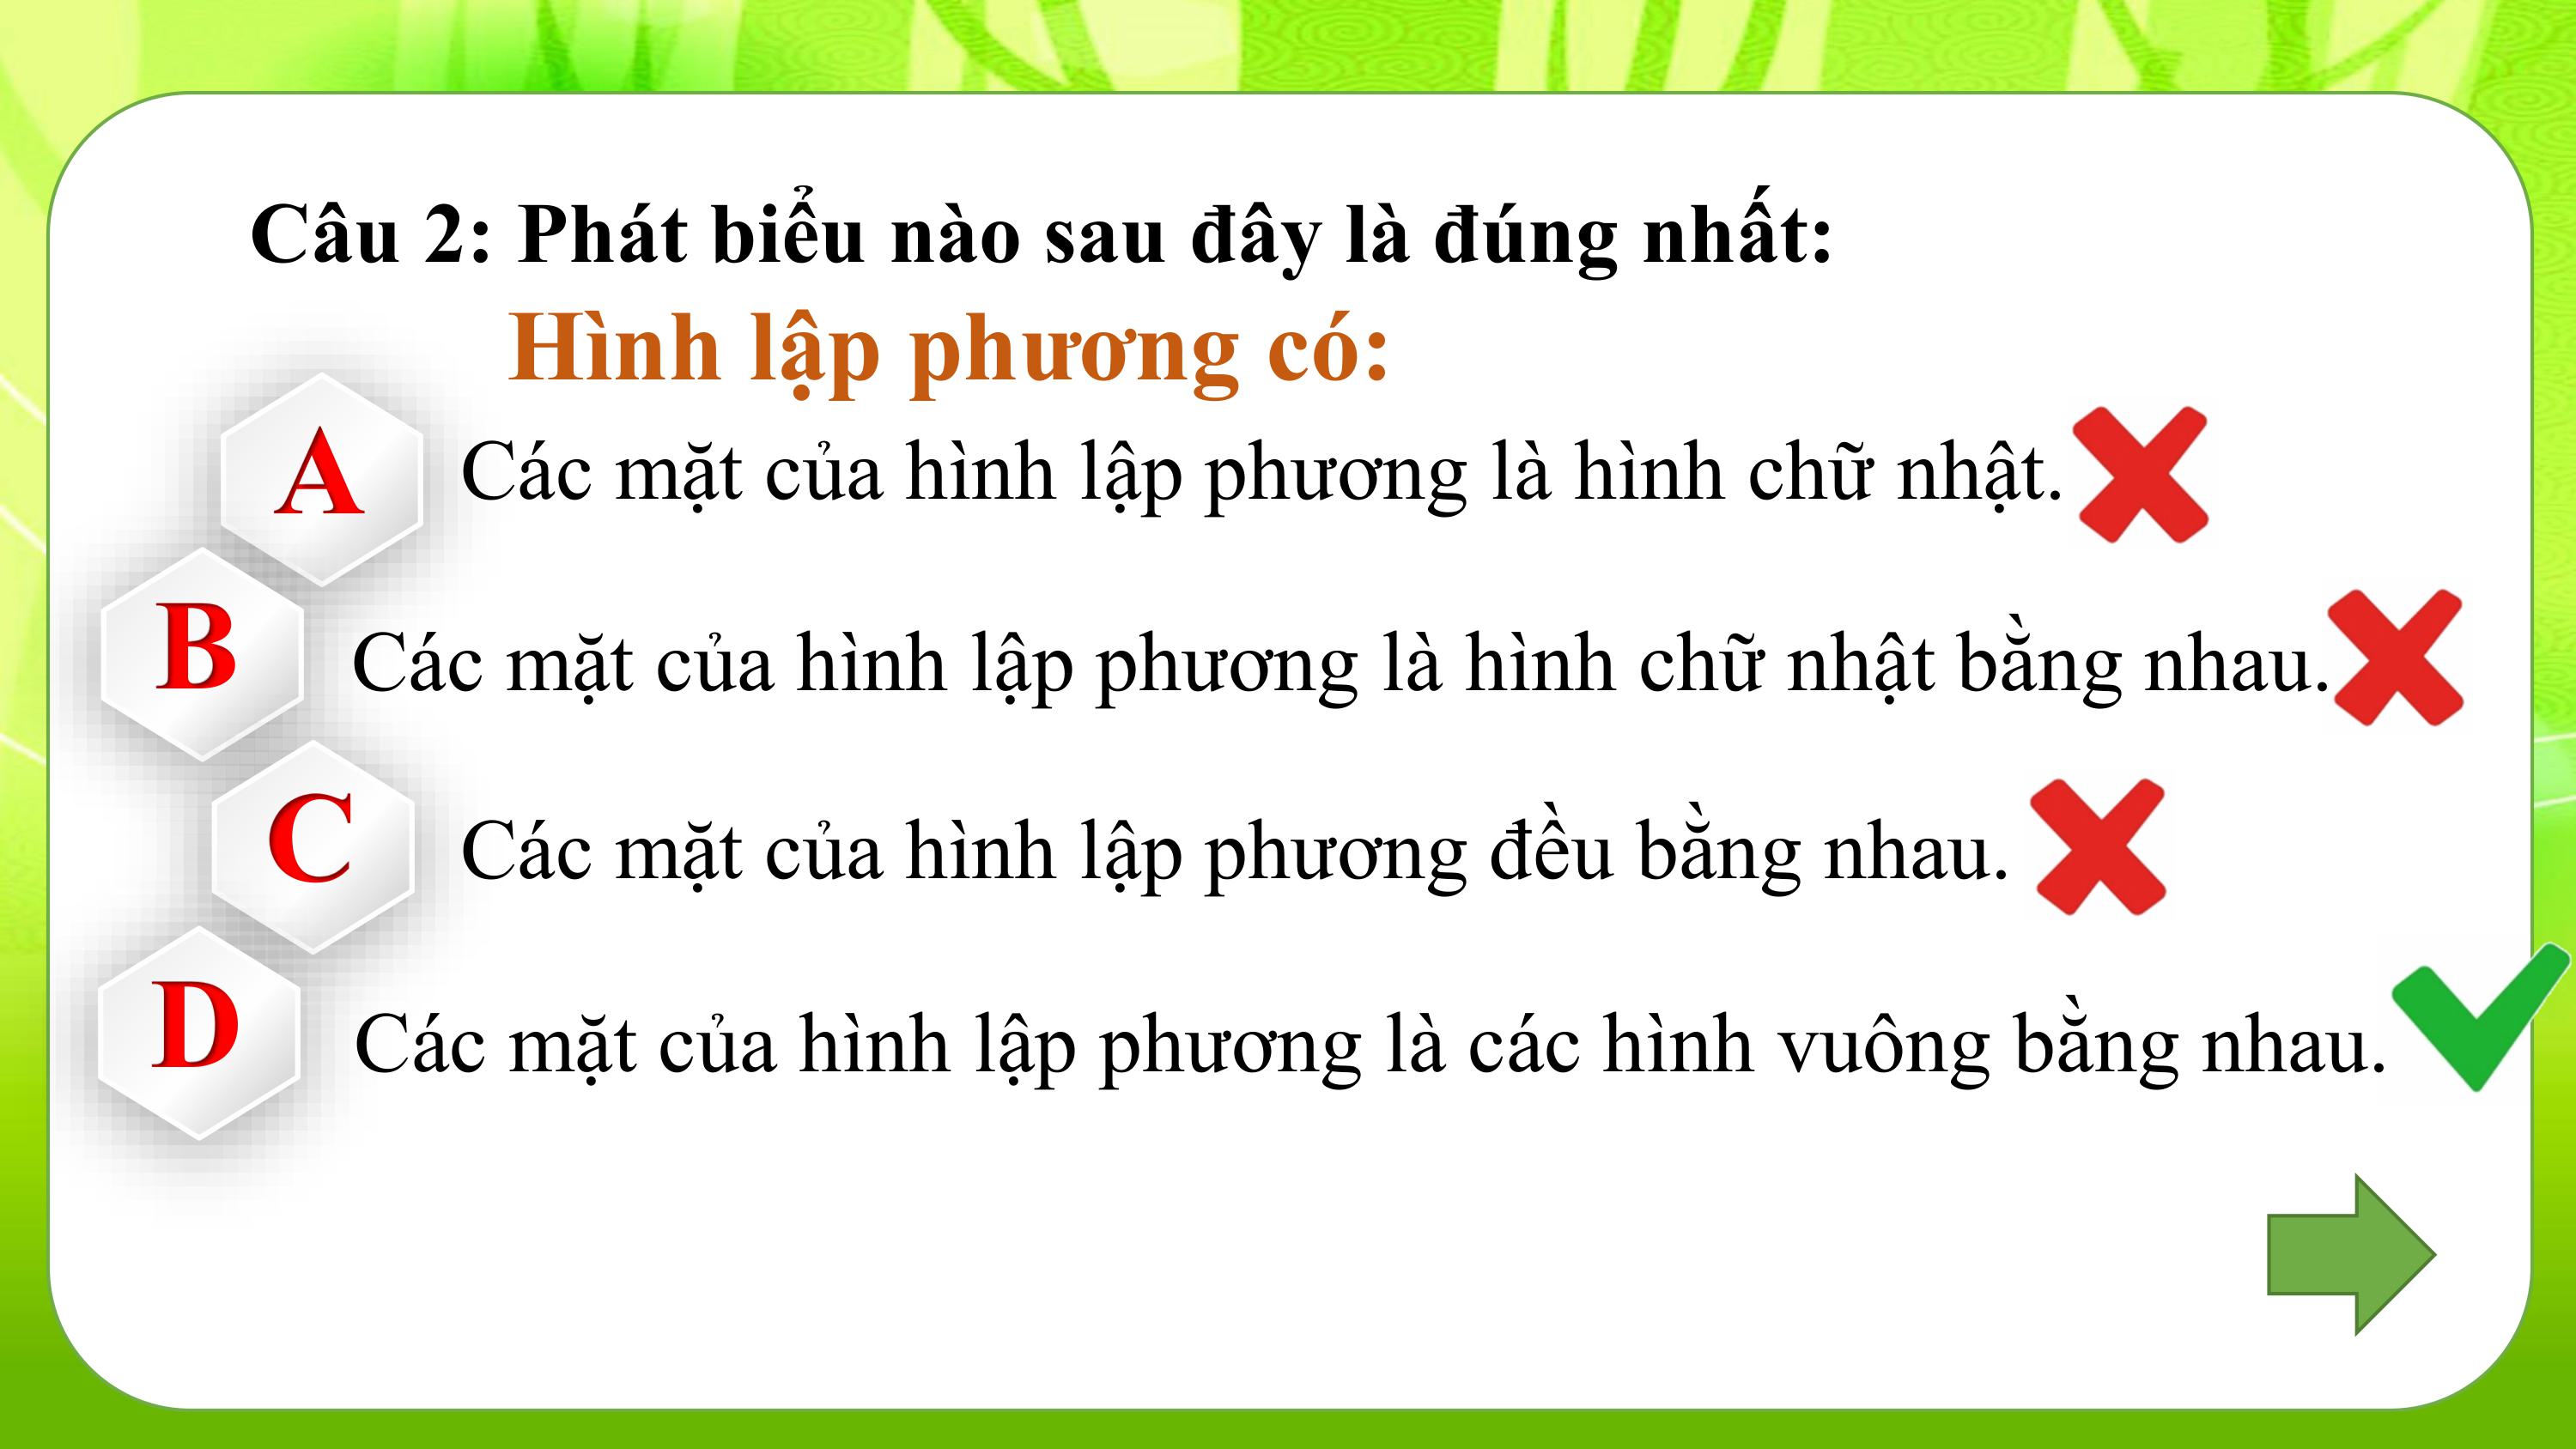 Câu 2: Phát biểu nào sau đây là đúng nhất:
Hình lập phương có:
A Các mặt của hình lập phương là hình chữ nhật.
B Các mặt của hình lập phương là hình chữ nhật bằng nhau.
C Các mặt của hình lập phương đều bằng nhau.
D Các mặt của hình lập phương là các hình vuông bằng nhau.